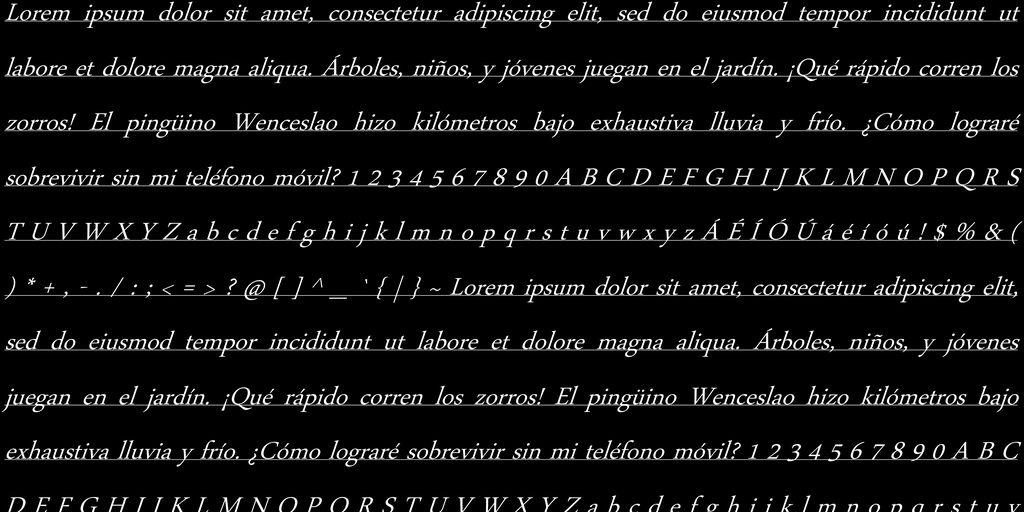 Lorem ipsum dolor sit amet, consectetur adipiscing elit, sed do eiusmod tempor incididunt ut
labore et dolore magna aliqua. Árboles, niños, y jóvenes juegan en el jardín. ¡Qué rápido corren los
zorros! El pingüino Wenceslao hizo kilómetros bajo exhaustiva lluvia y frío. ¿Cómo lograré
sobrevivir sin mi teléfono móvil? 1 2 3 4 5 6 7 8 9 0 A B C D E F G H I J K L M N O P Q R S
T U V W X Y Z a b c d e f g h i j k l m n o p q r s t u v w x y z Á É Í Ó Ú á é í ó ú ! $ % & (
) * + , - . / : ; < = > ? @ [ ] ^ _ ` { | } ~ Lorem ipsum dolor sit amet, consectetur adipiscing elit,
sed do eiusmod tempor incididunt ut labore et dolore magna aliqua. Árboles, niños, y jóvenes
juegan en el jardín. ¡Qué rápido corren los zorros! El pingüino Wenceslao hizo kilómetros bajo
exhaustiva lluvia y frío. ¿Cómo lograré sobrevivir sin mi teléfono móvil? 1 2 3 4 5 6 7 8 9 0 A B C
D E F G H I J K L M N O P Q R S T U V W X Y Z a b c d e f g h i j k l m n o p q r s t u v